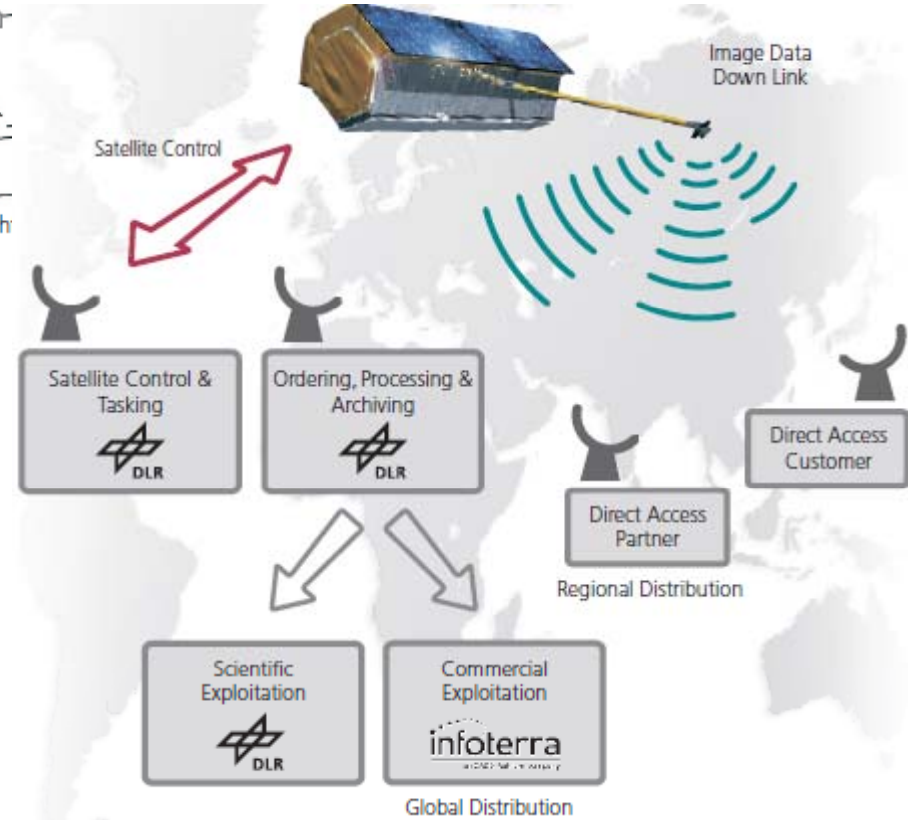 Image Data
Down Link
Satellite Control
Satellite Control &
Tasking
DLR
Ordering, Processing &
Archiving
DLR
Direct Access
Customer
Direct Access
Partner
Regional Distribution
Scientific
Exploitation
DLR
Commercial
Exploitation
infoterra
Global Distribution